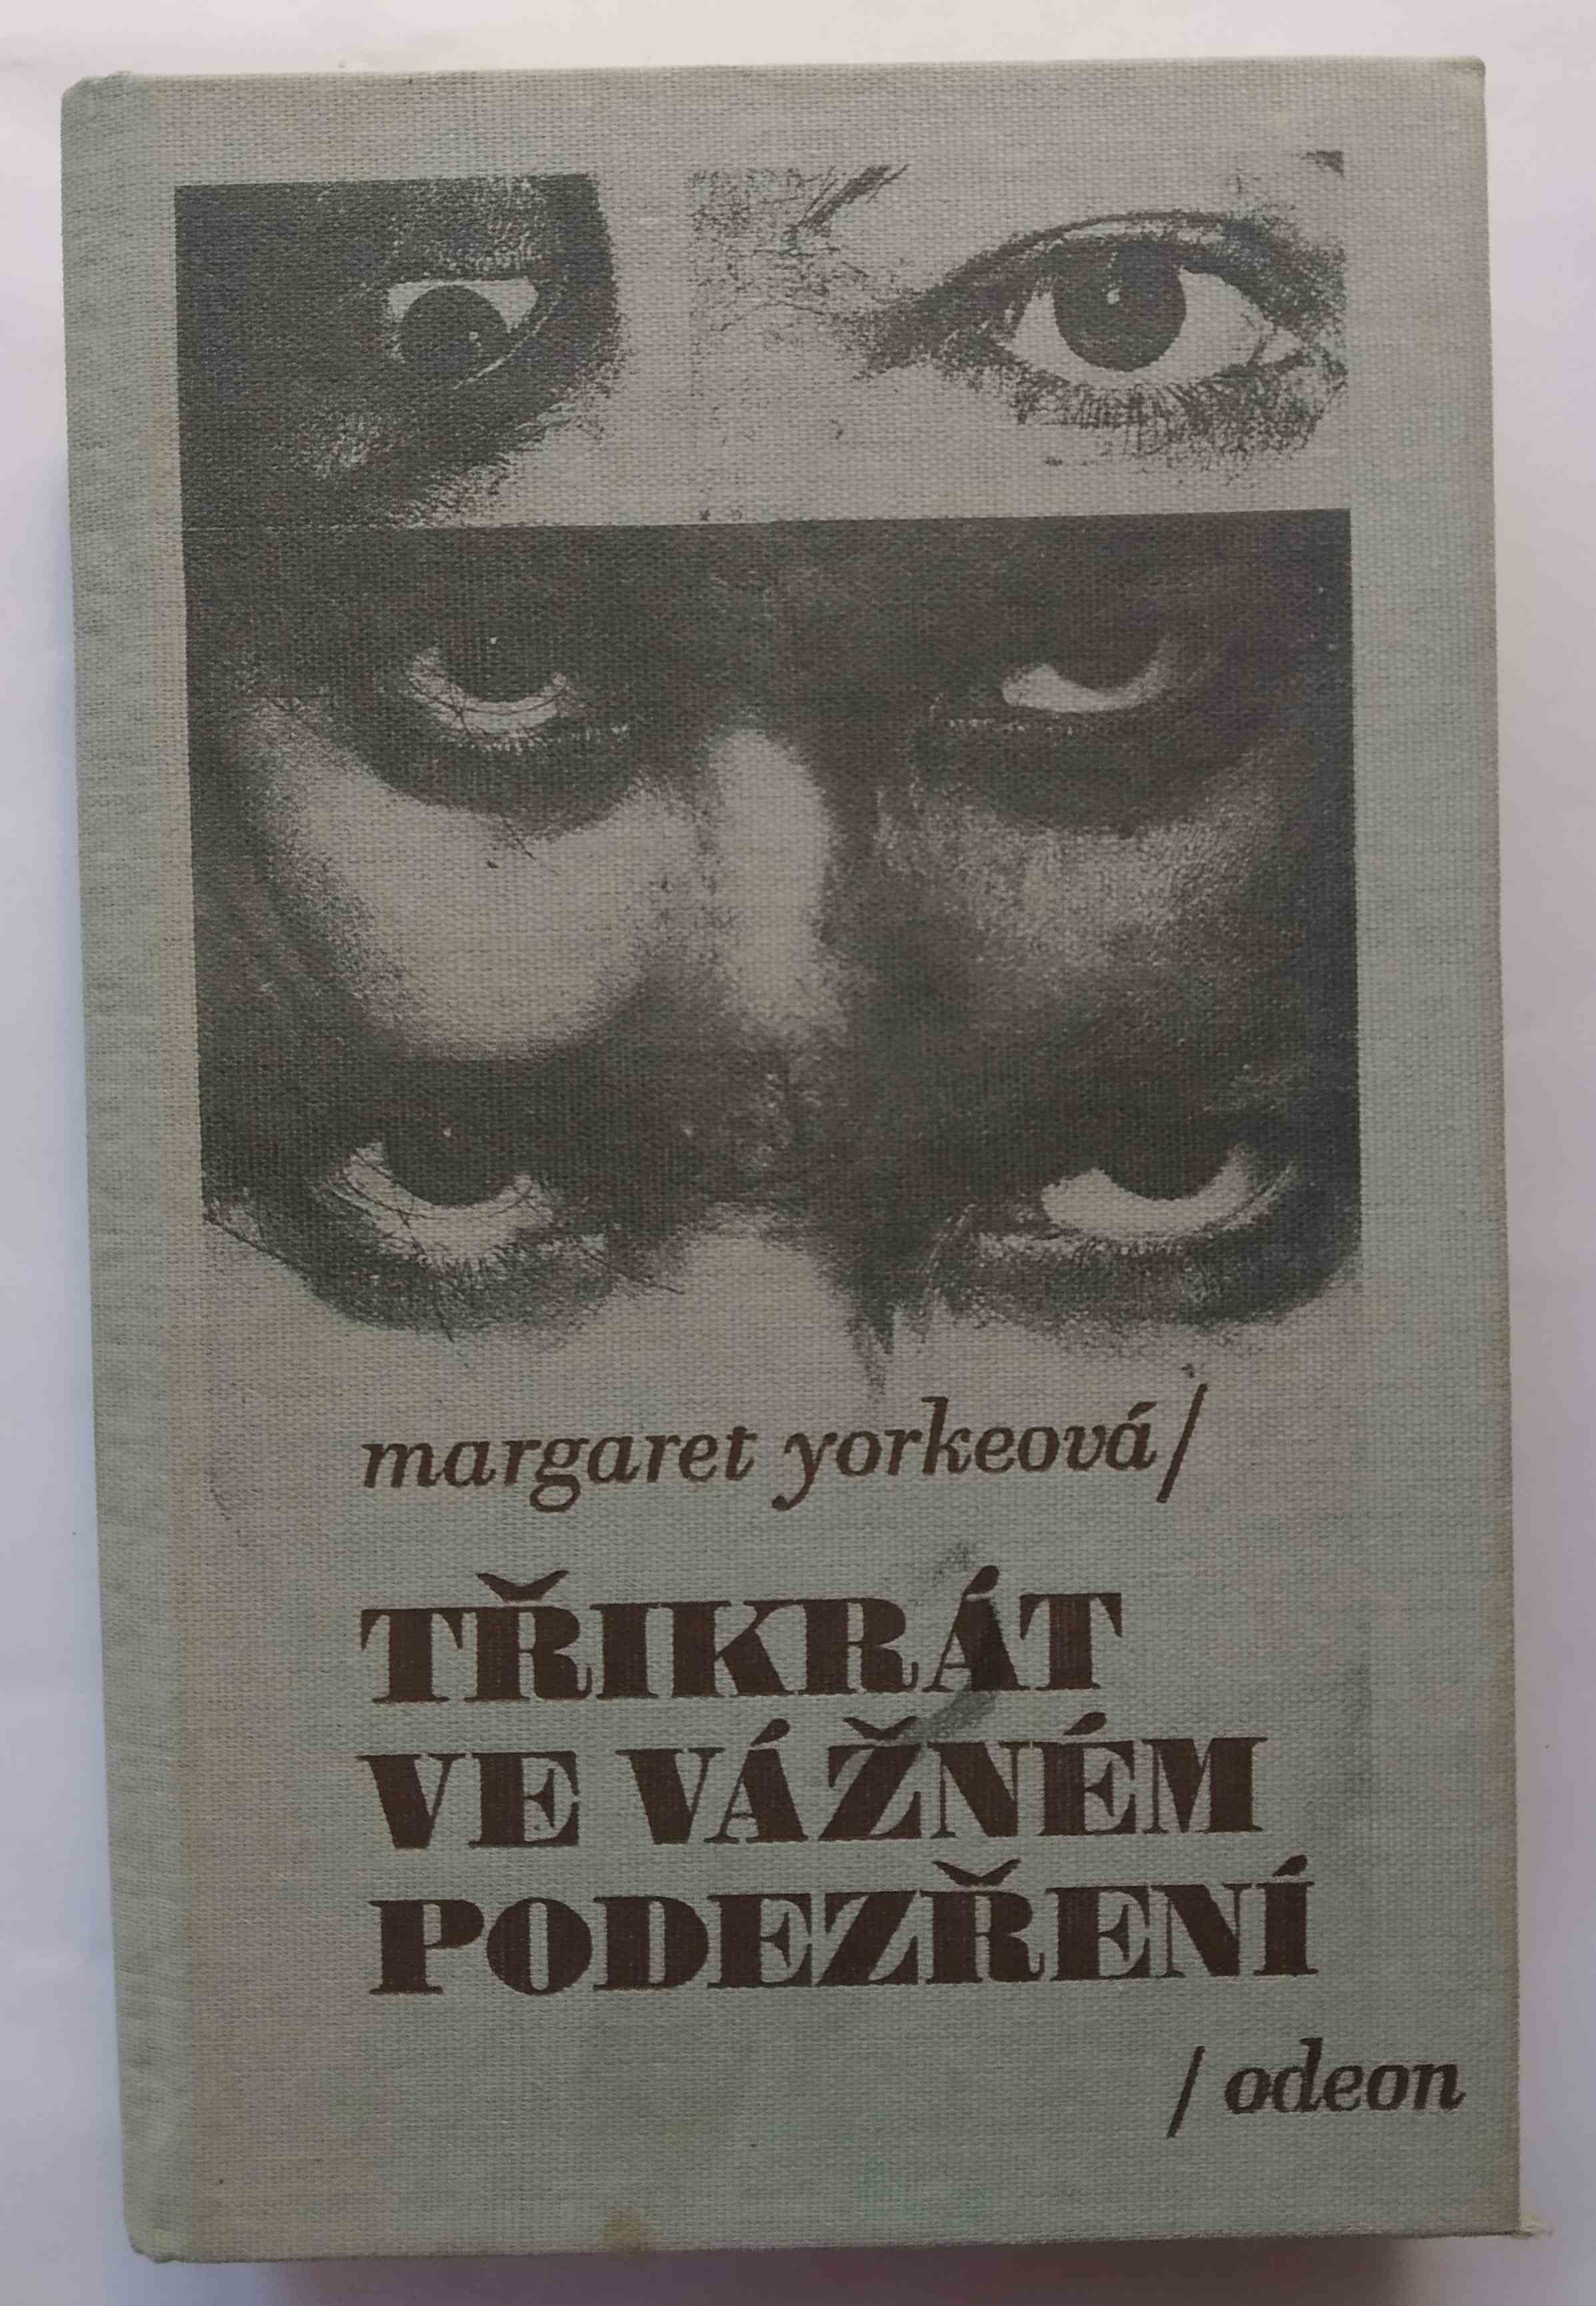 margaret yorkeová/
TŘIKRÁT
VE VÁŽNÉM
PODEZŘENÍ
/odeon